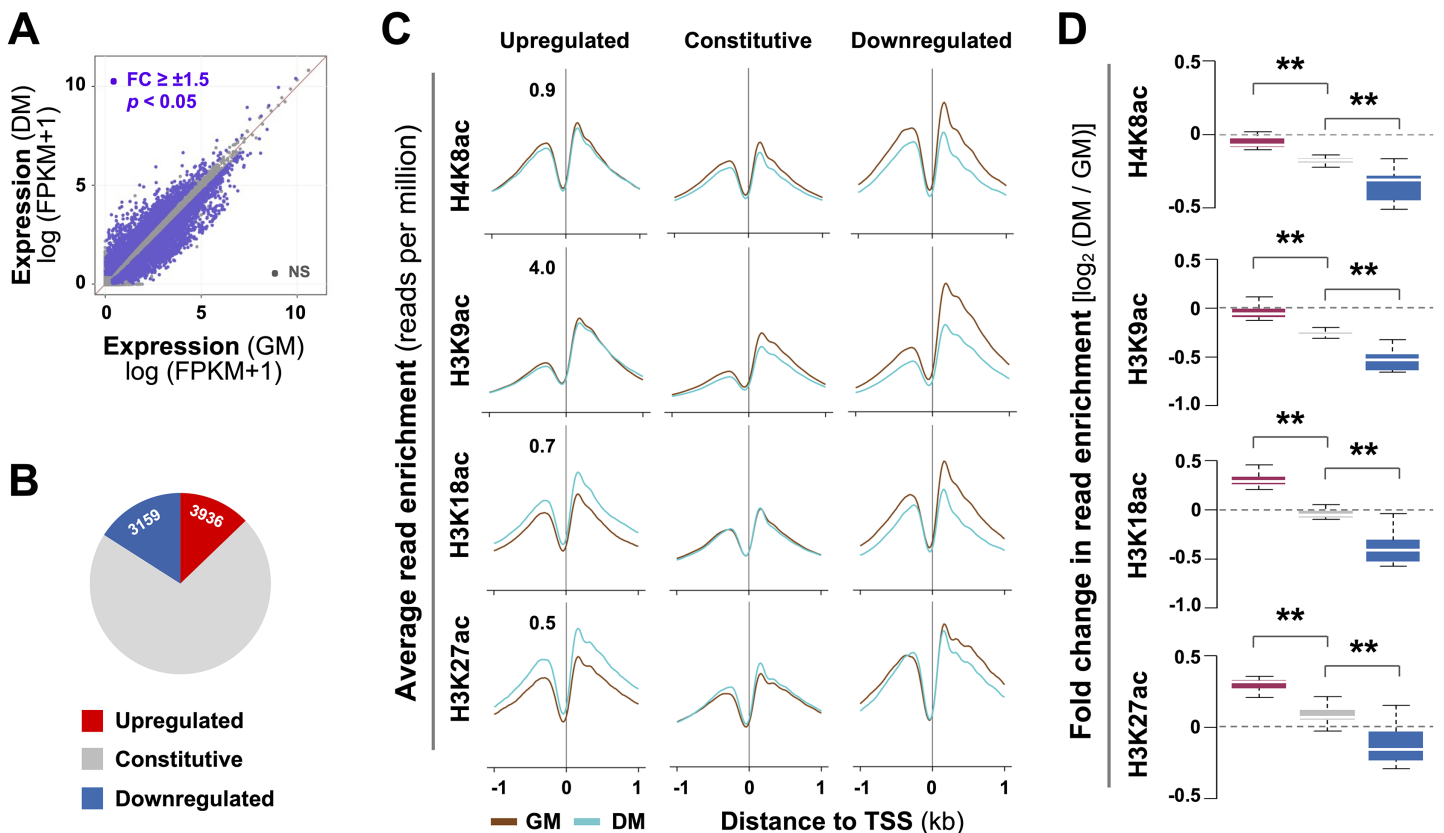 A
FC ≥ ±1.5
p < 0.05
10
5
0
NS
0
5
10
Expression (DM)
log (FPKM+1)
Expression (GM)
log (FPKM+1)
B
3159
3936
Upregulated
Constitutive
Downregulated
C
Upregulated
Constitutive
Downregulated
Average read enrichment (reads per million)
H4K8ac
0.9
H3K9ac
4.0
H3K18ac
0.7
H3K27ac
0.5
-1
0
1
-1
0
1
-1
0
1
GM
DM
Distance to TSS (kb)
D
Fold change in read enrichment [log2 (DM / GM)]
H4K8ac
0.5
0
-0.5
**
**
H3K9ac
0.5
0
-0.5
-1.0
**
**
H3K18ac
0.5
0
-0.5
-1.0
**
**
H3K27ac
0.5
0
-0.5
**
**